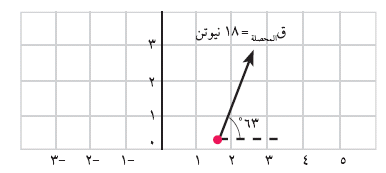 ق المحصلة = ١٨ نيوتن
٣
٢
١
٠
°٦٣
-٣ -٢ -١ ١ ٢ ٣ ٤ ٥